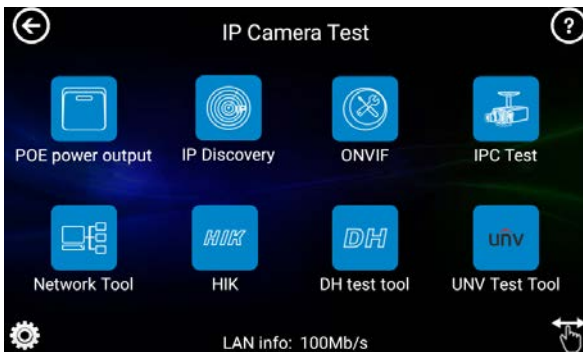 IP Camera Test
?
IP
POE power output
IP Discovery
ONVIF
IPC Test
HIK
DH
unv
Network Tool
HIK
DH test tool
UNV Test Tool
LAN info: 100Mb/s